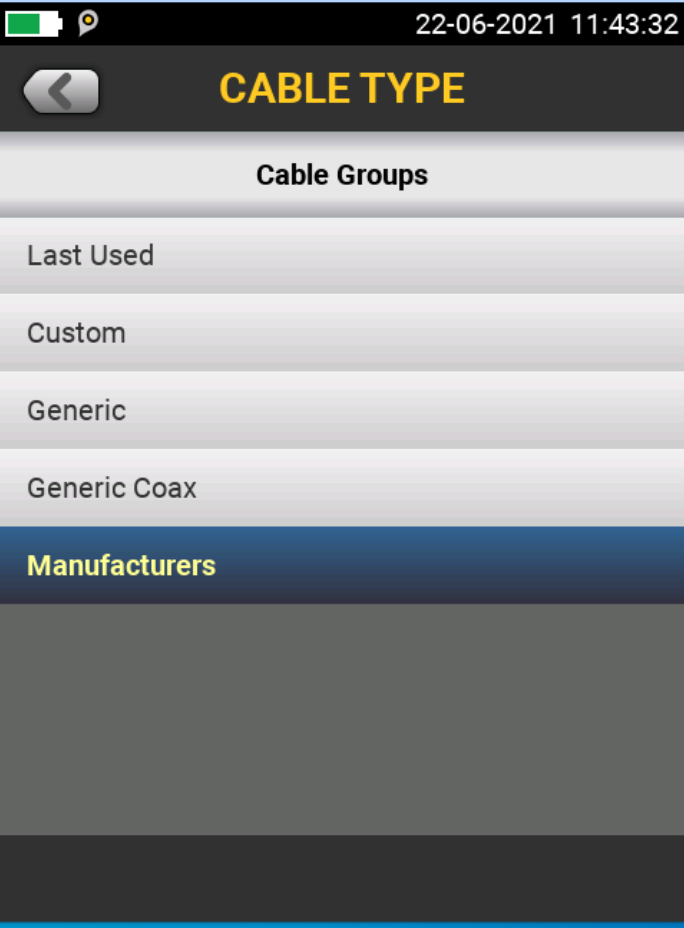 22-06-2021 11:43:32
CABLE TYPE
Cable Groups
Last Used
Custom
Generic
Generic Coax
Manufacturers